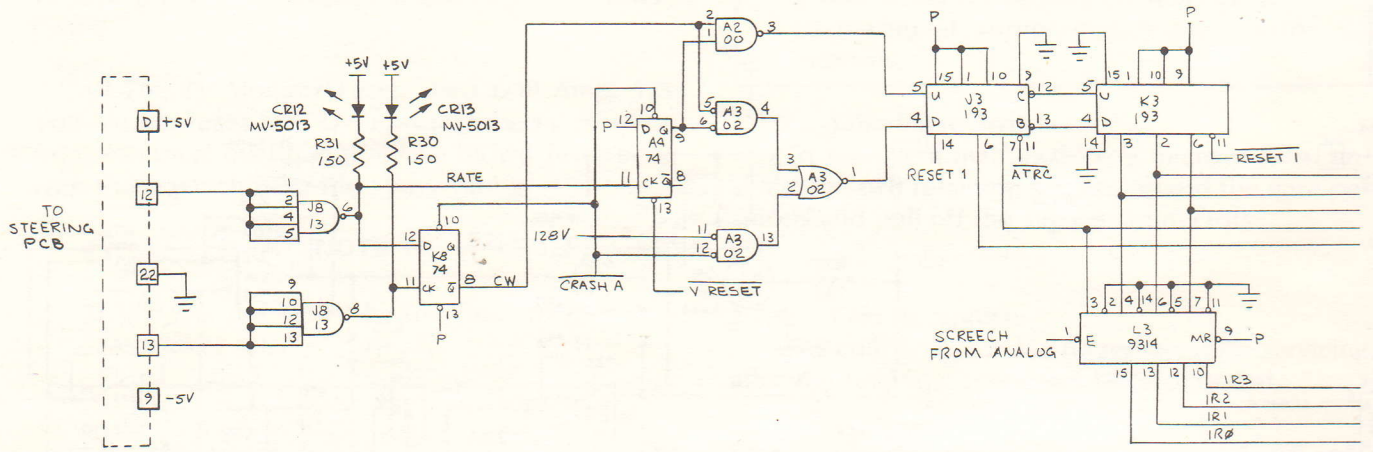 TO
STEERING
PCB
D +5V
12
22
13
9 -5V
+5V +5V
CR12
MV-5013
CR13
MV-5013
R31
150
R30
150
1
2
4
5
J8
13
6
9
10
12
13
J8
13
8
RATE
10
12 D Q
K8
74
11 CK Q 8
13
P
CW
CRASH A
V RESET
128V
P 12
10
D Q 9
A4
74
11 CK Q 8
13
2
1
A2
00
3
5
6
A3
02
4
11
12
A3
02
13
3
2
A3
02
1
P
15 1 10 9
5 U J3 C 12
193
4 D B 13
14 6 7 11
RESET 1
ATRC
P
15 1 10 9
5 U K3
193
4 D
14 3 2 6 11
RESET 1
SCREECH
FROM ANALOG
3 2 4 14 6 5 7 11
1 E L3
9314
MR 9 P
15 13 12 10
IR3
IR2
IR1
IRØ